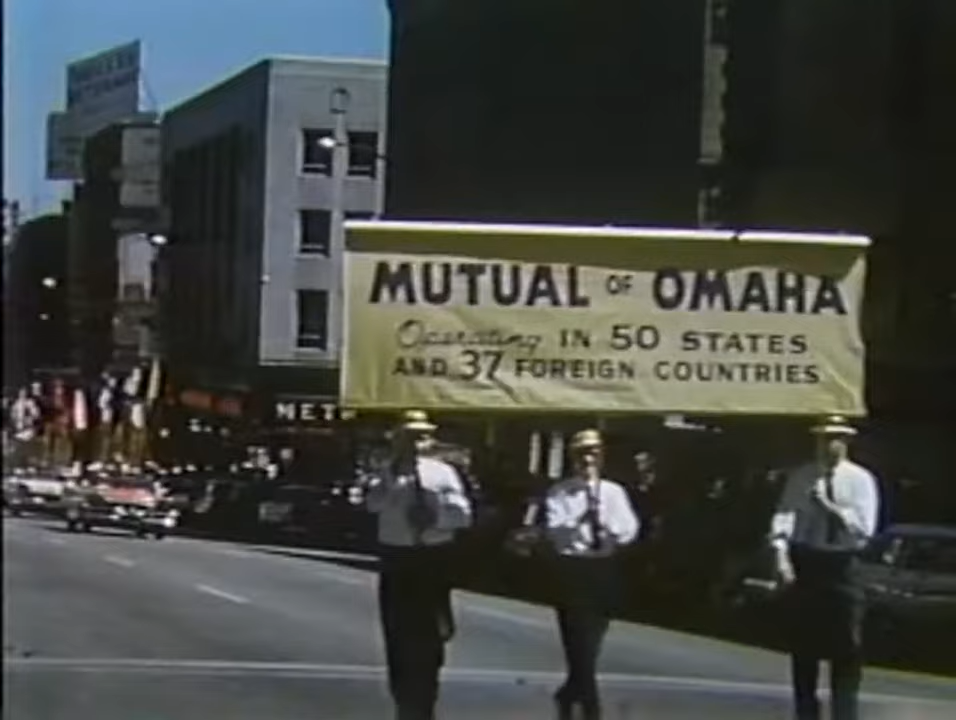 MUTUAL OF OMAHA
Operating IN 50 STATES
AND 37 FOREIGN COUNTRIES